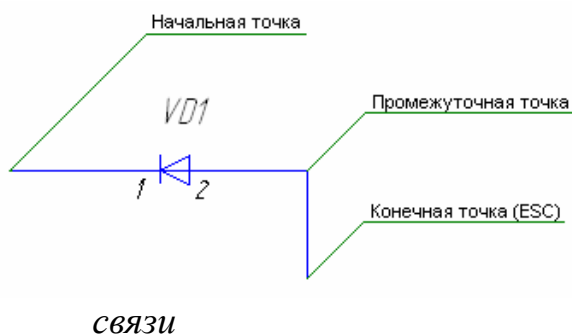 Начальная точка
VD1
Промежуточная точка
1 2
Конечная точка (ESC)
связи